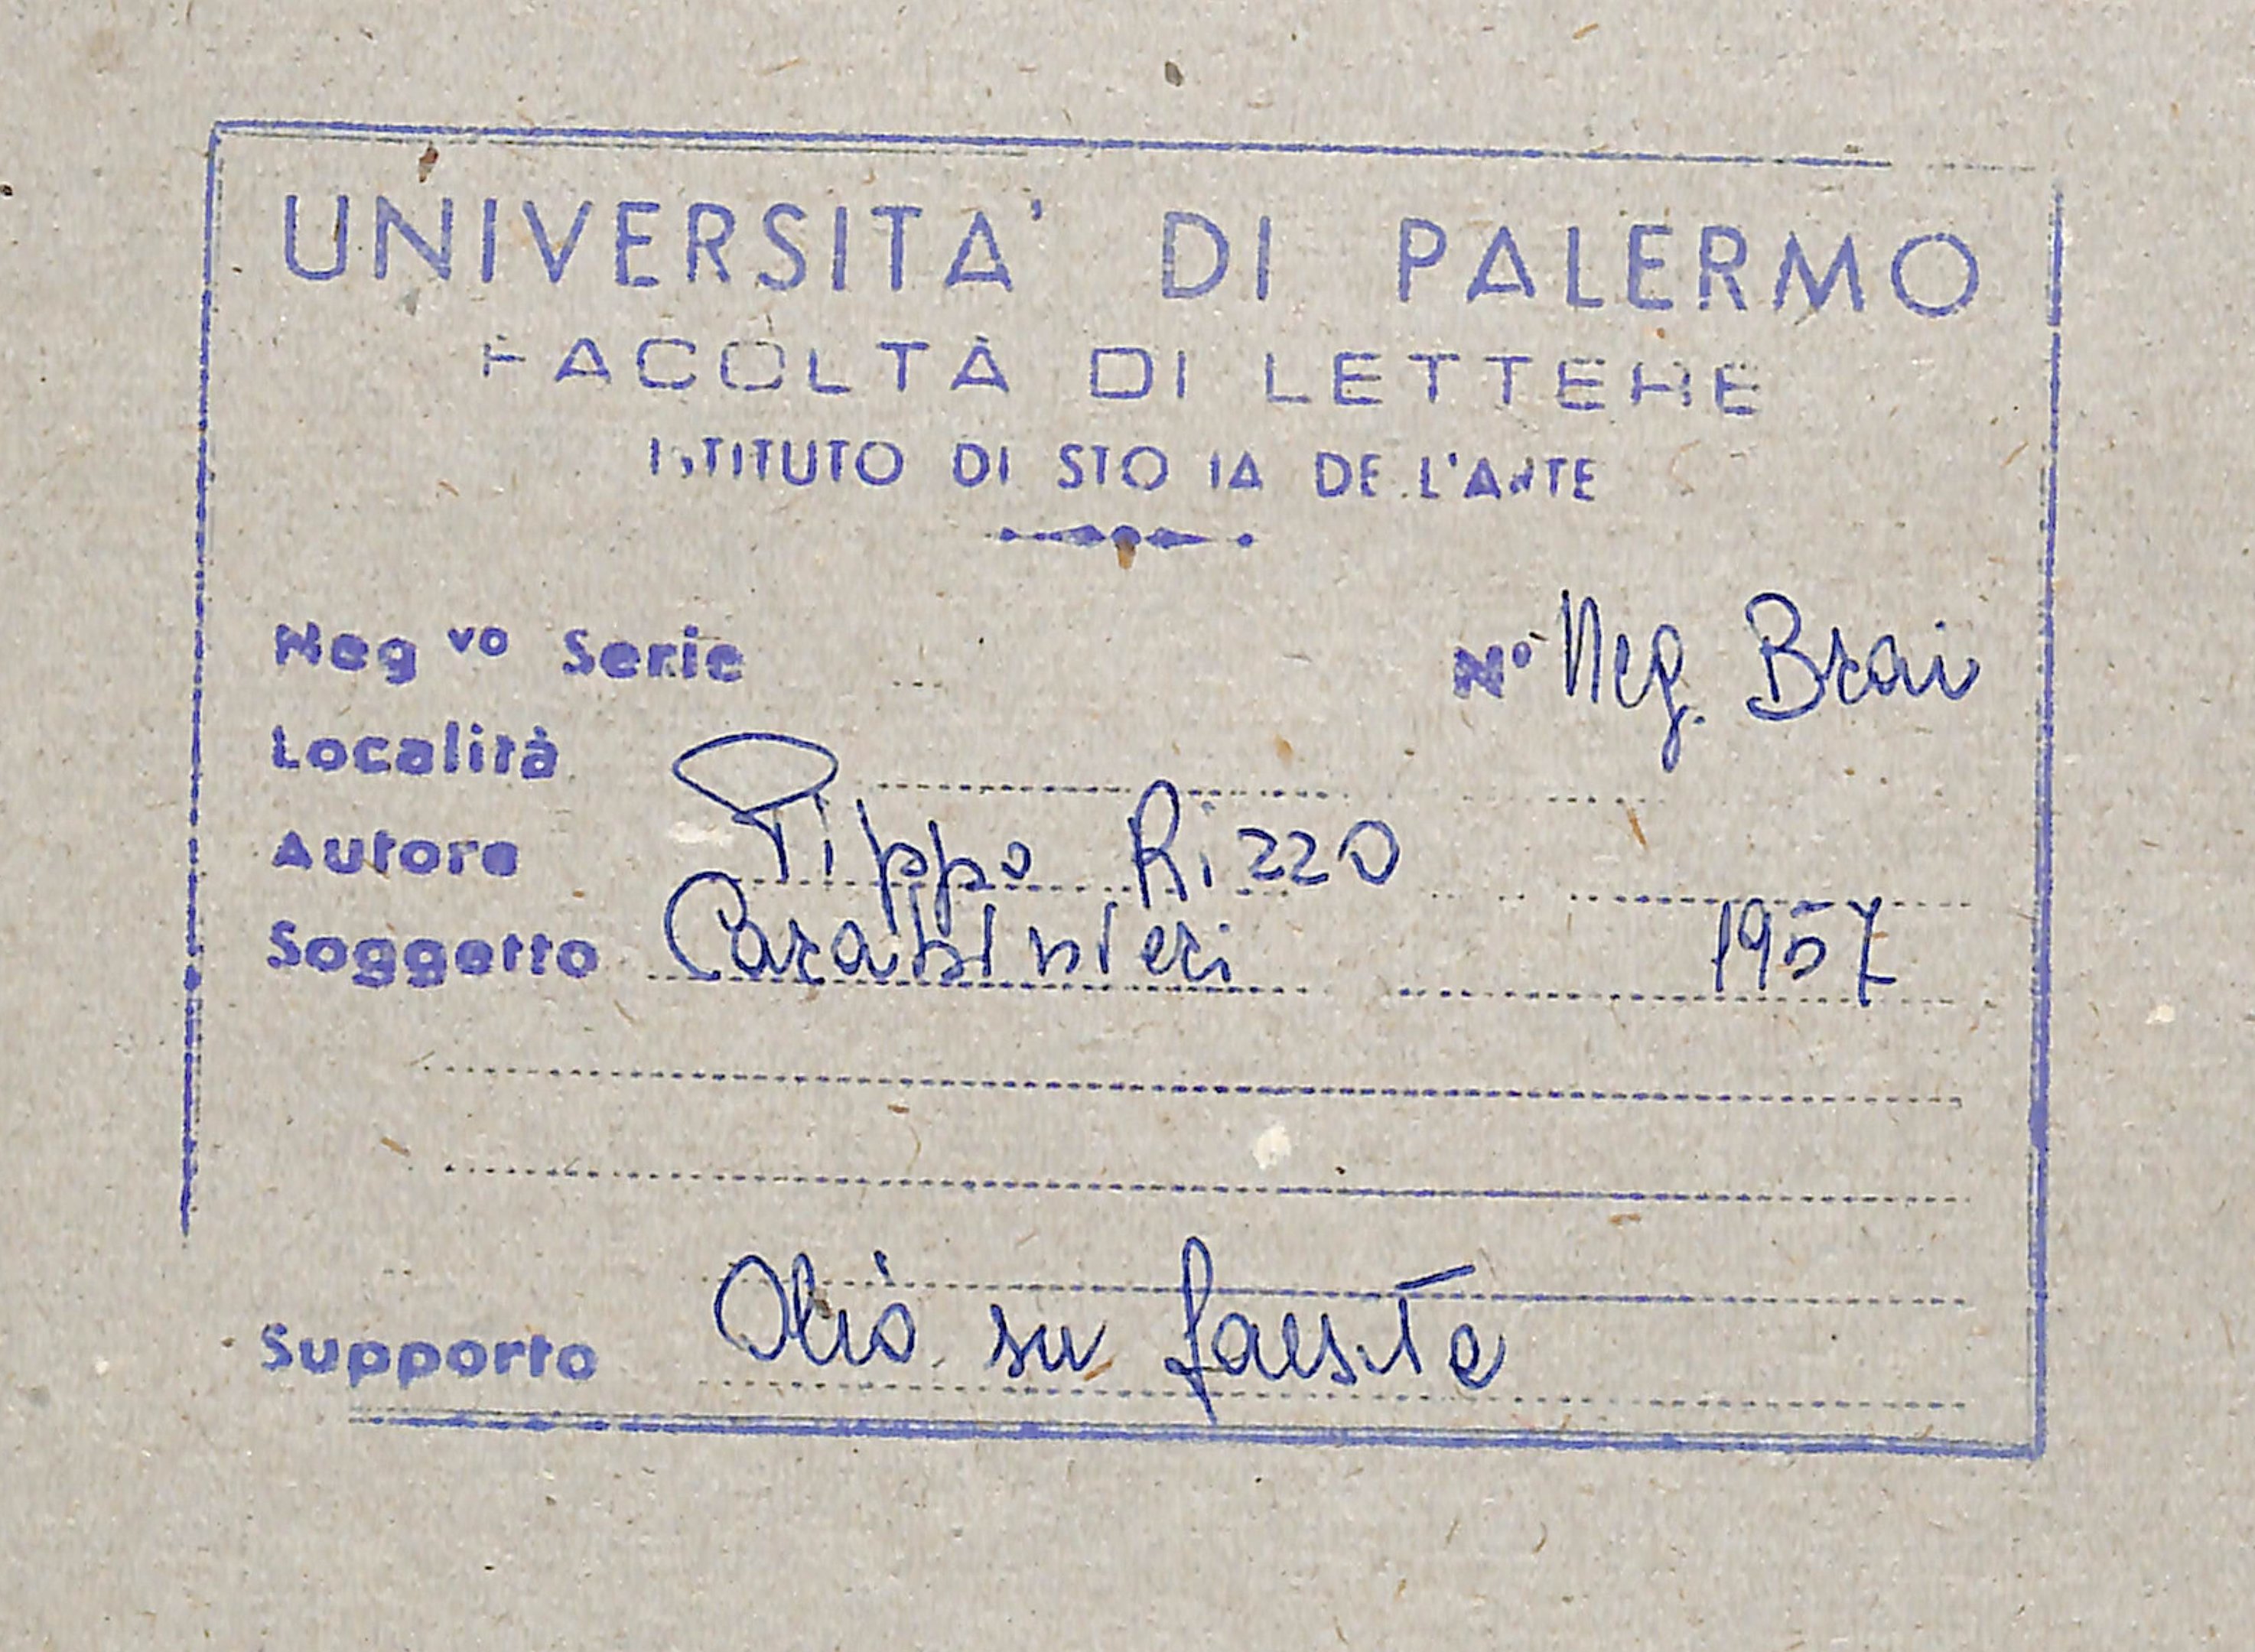 UNIVERSITA' DI PALERMO
FACOLTÀ DI LETTERE
ISTITUTO DI STORIA DELL'ARTE
Neg vo Serie N° Neg. Brai
Località
Autore Pippo Rizzo
Soggetto Carabinieri 1957
Supporto Olio su faesite